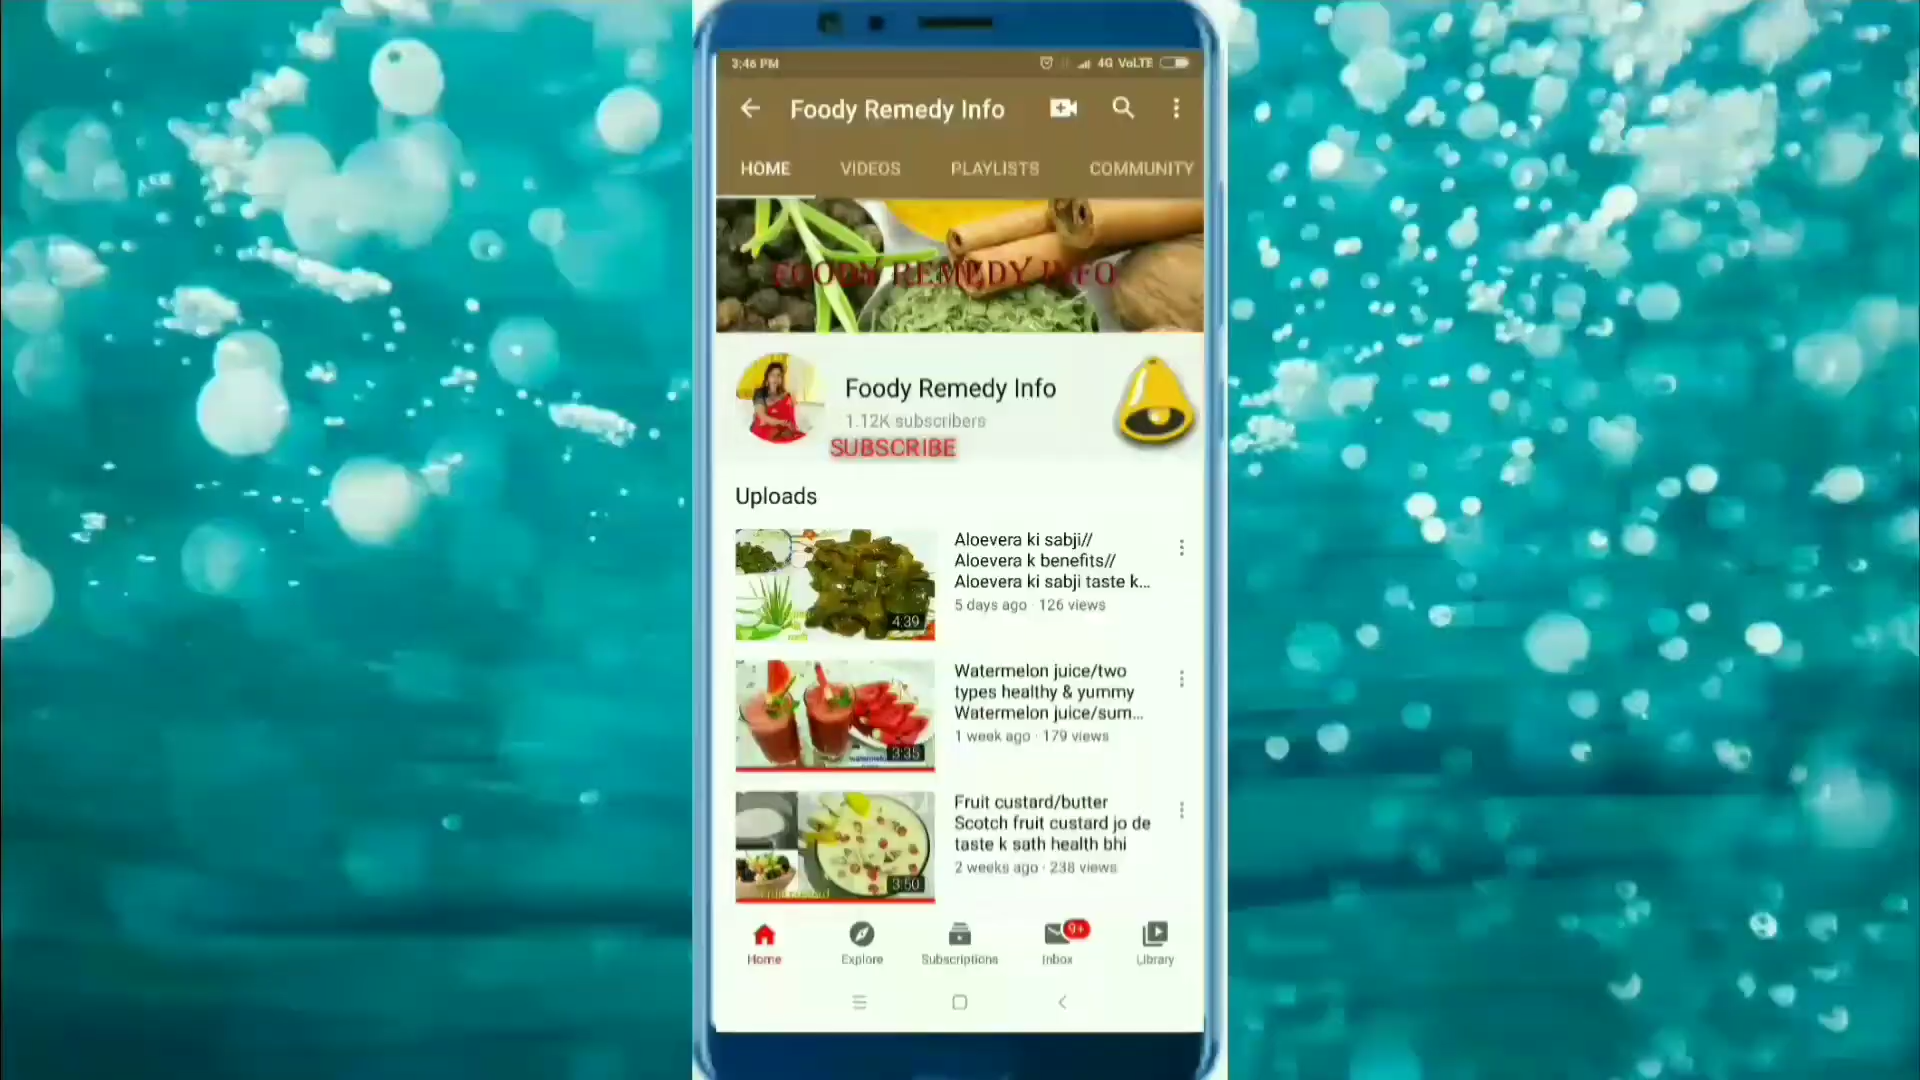 3:46 PM
4G VoLTE
Foody Remedy Info
HOME VIDEOS PLAYLISTS COMMUNITY
FOODY REMEDY INFO
Foody Remedy Info
1.12K subscribers
SUBSCRIBE
Uploads
Aloevera ki sabji//
Aloevera k benefits//
Aloevera ki sabji taste k...
5 days ago · 126 views
4:39
Watermelon juice/two
types healthy & yummy
Watermelon juice/sum...
1 week ago · 179 views
3:35
Fruit custard/butter
Scotch fruit custard jo de
taste k sath health bhi
2 weeks ago · 238 views
3:50
9+
Home Explore Subscriptions Inbox Library